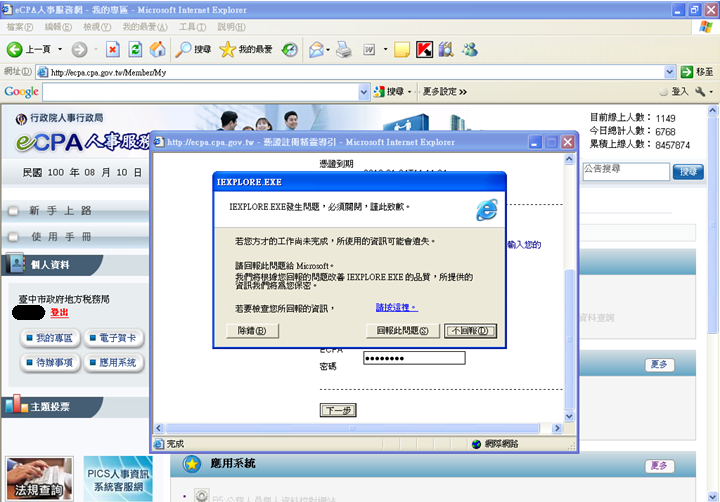 eCPA人事服務網 - 我的專區 - Microsoft Internet Explorer
檔案(F) 編輯(E) 檢視(V) 我的最愛(A) 工具(T) 說明(H)
上一頁 搜尋 我的最愛
網址(D) http://ecpa.cpa.gov.tw/Member/My 移至
Google 搜尋 更多設定 >> 登入
行政院人事行政局
eCPA人事服務
目前線上人數： 1149
今日總計人數： 6768
累積上線人數： 8457874
民國 100 年 08 月 10 日
公告搜尋 搜尋
新手上路
使用手冊
個人資料
臺中市政府地方稅務局
登出
我的專區 電子賀卡
待辦事項 應用系統
主題投票
法規查詢
PICS人事資訊
系統客服網
http://ecpa.cpa.gov.tw - 憑證註冊精靈導引 - Microsoft Internet Explorer
憑證到期
輸入您的
IEXPLORE.EXE
IEXPLORE.EXE發生問題，必須關閉，謹此致歉。
若您方才的工作尚未完成，所使用的資訊可能會遺失。
請回報此問題給 Microsoft。
我們將根據您回報的問題改善 IEXPLORE.EXE 的品質，所提供的
資訊我們將為您保密。
若要檢查您所回報的資訊， 請按這裡。
除錯(B) 回報此問題(S) 不回報(D)
ECPA
密碼
下一步
完成 網際網路
資料查詢
更多
應用系統 更多